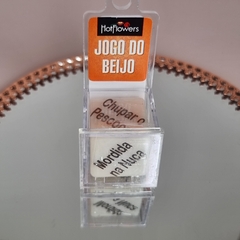 Hotflowers
JOGO DO
BEIJO
Chupar o
Pescoço
Mordida
na Nuca